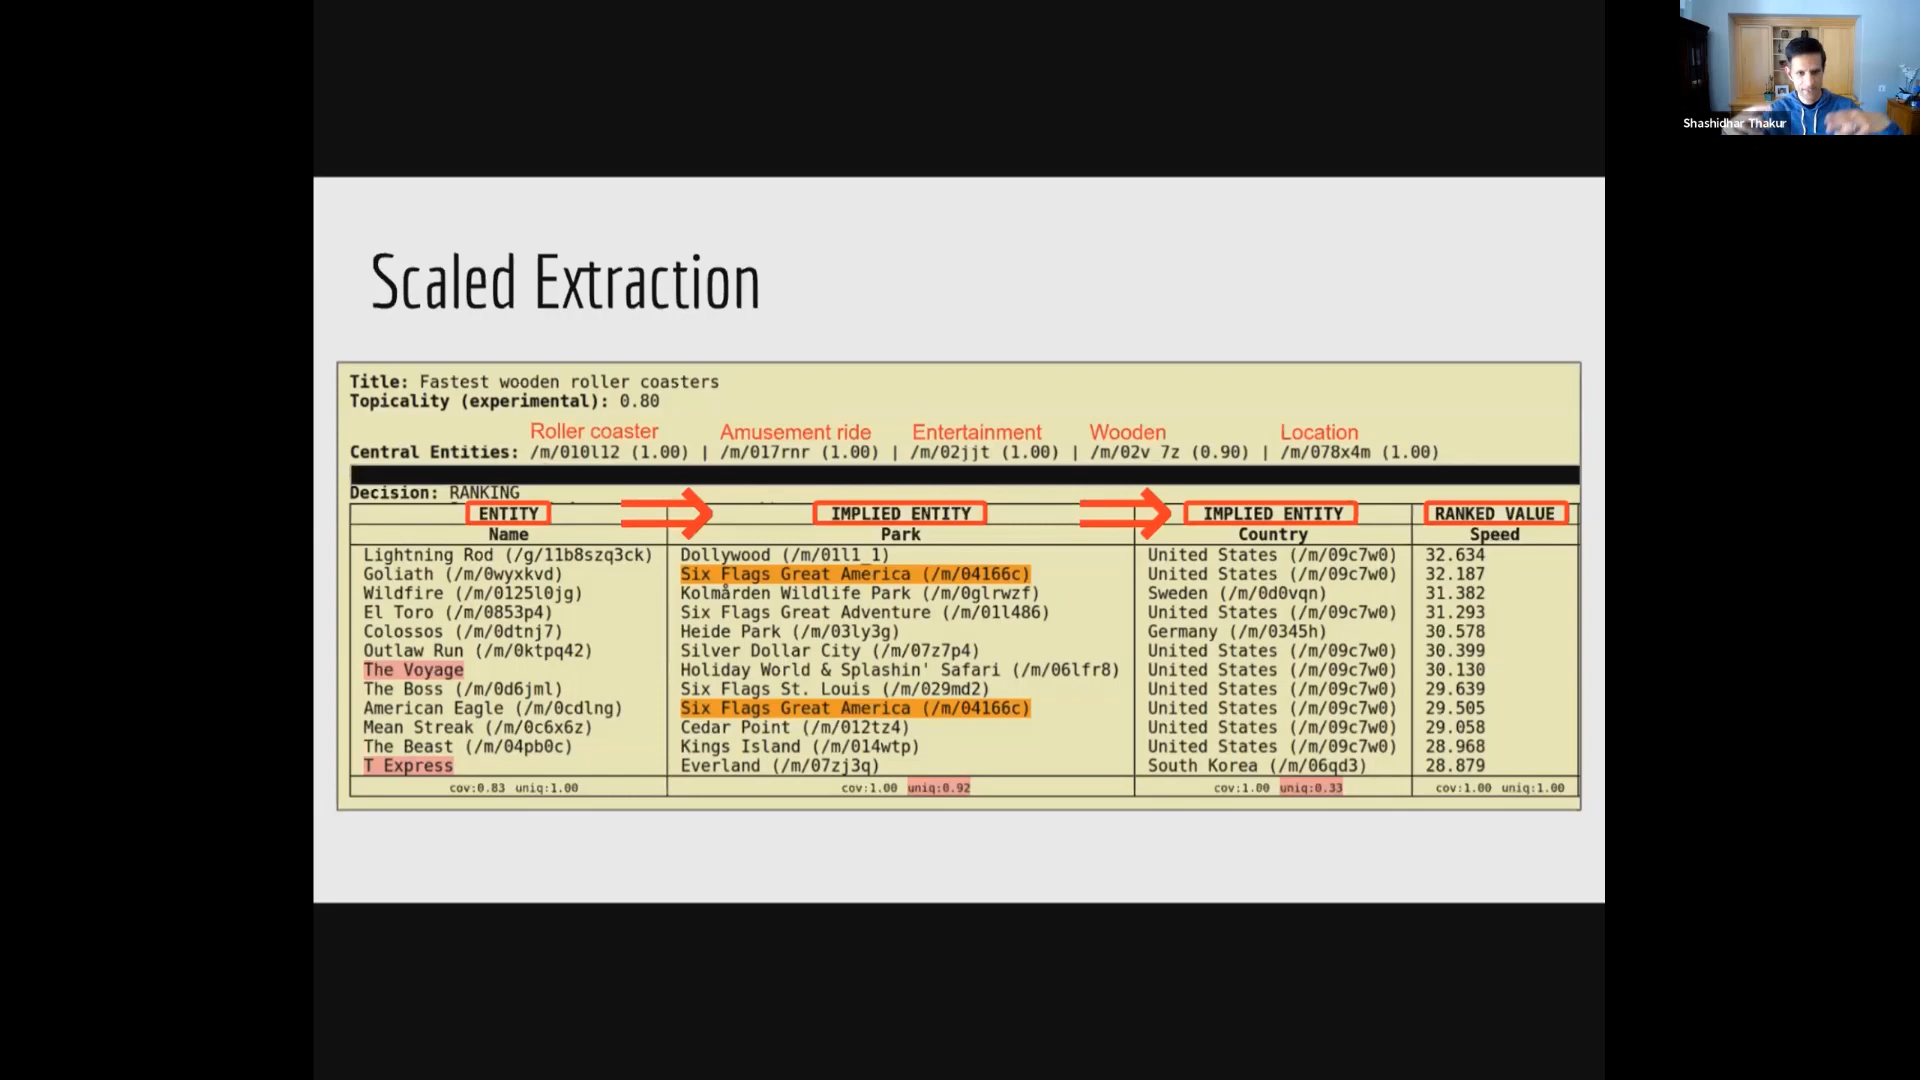 Shashidhar Thakur
Scaled Extraction
Title: Fastest wooden roller coasters
Topicality (experimental): 0.80
Roller coaster Amusement ride Entertainment Wooden Location
Central Entities: /m/010l12 (1.00) | /m/017rnr (1.00) | /m/02jjt (1.00) | /m/02v_7z (0.90) | /m/078x4m (1.00)
Decision: RANKING
ENTITY IMPLIED ENTITY IMPLIED ENTITY RANKED VALUE
Name Park Country Speed
Lightning Rod (/g/11b8szq3ck) Dollywood (/m/01l1_1) United States (/m/09c7w0) 32.634
Goliath (/m/0wyxkvd) Six Flags Great America (/m/04166c) United States (/m/09c7w0) 32.187
Wildfire (/m/0125l0jg) Kolmården Wildlife Park (/m/0glrwzf) Sweden (/m/0d0vqn) 31.382
El Toro (/m/0853p4) Six Flags Great Adventure (/m/01l486) United States (/m/09c7w0) 31.293
Colossos (/m/0dtnj7) Heide Park (/m/03ly3g) Germany (/m/0345h) 30.578
Outlaw Run (/m/0ktpq42) Silver Dollar City (/m/07z7p4) United States (/m/09c7w0) 30.399
The Voyage Holiday World & Splashin' Safari (/m/06lfr8) United States (/m/09c7w0) 30.130
The Boss (/m/0d6jml) Six Flags St. Louis (/m/029md2) United States (/m/09c7w0) 29.639
American Eagle (/m/0cdlng) Six Flags Great America (/m/04166c) United States (/m/09c7w0) 29.505
Mean Streak (/m/0c6x6z) Cedar Point (/m/012tz4) United States (/m/09c7w0) 29.058
The Beast (/m/04pb0c) Kings Island (/m/014wtp) United States (/m/09c7w0) 28.968
T Express Everland (/m/07zj3q) South Korea (/m/06qd3) 28.879
cov:0.83 uniq:1.00 cov:1.00 uniq:0.92 cov:1.00 uniq:0.33 cov:1.00 uniq:1.00